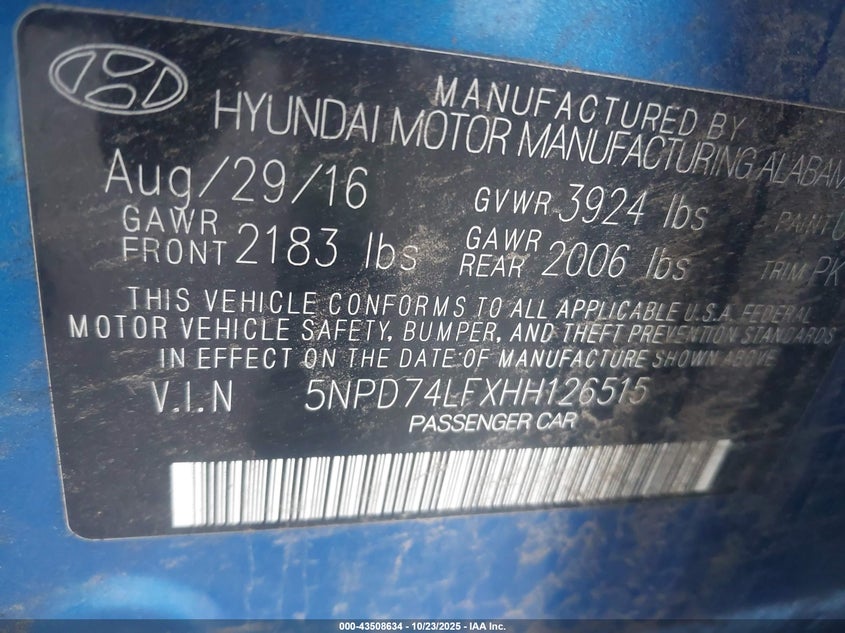 MANUFACTURED BY
HYUNDAI MOTOR MANUFACTURING ALABAM
Aug/29/16 GVWR 3924 lbs PAINT
GAWR FRONT 2183 lbs GAWR REAR 2006 lbs TRIM PK
THIS VEHICLE CONFORMS TO ALL APPLICABLE U.S.A. FEDERAL
MOTOR VEHICLE SAFETY, BUMPER, AND THEFT PREVENTION STANDARDS
IN EFFECT ON THE DATE OF MANUFACTURE SHOWN ABOVE
V.I.N 5NPD74LFXHH126515
PASSENGER CAR
000-43508634 - 10/23/2025 - IAA Inc.